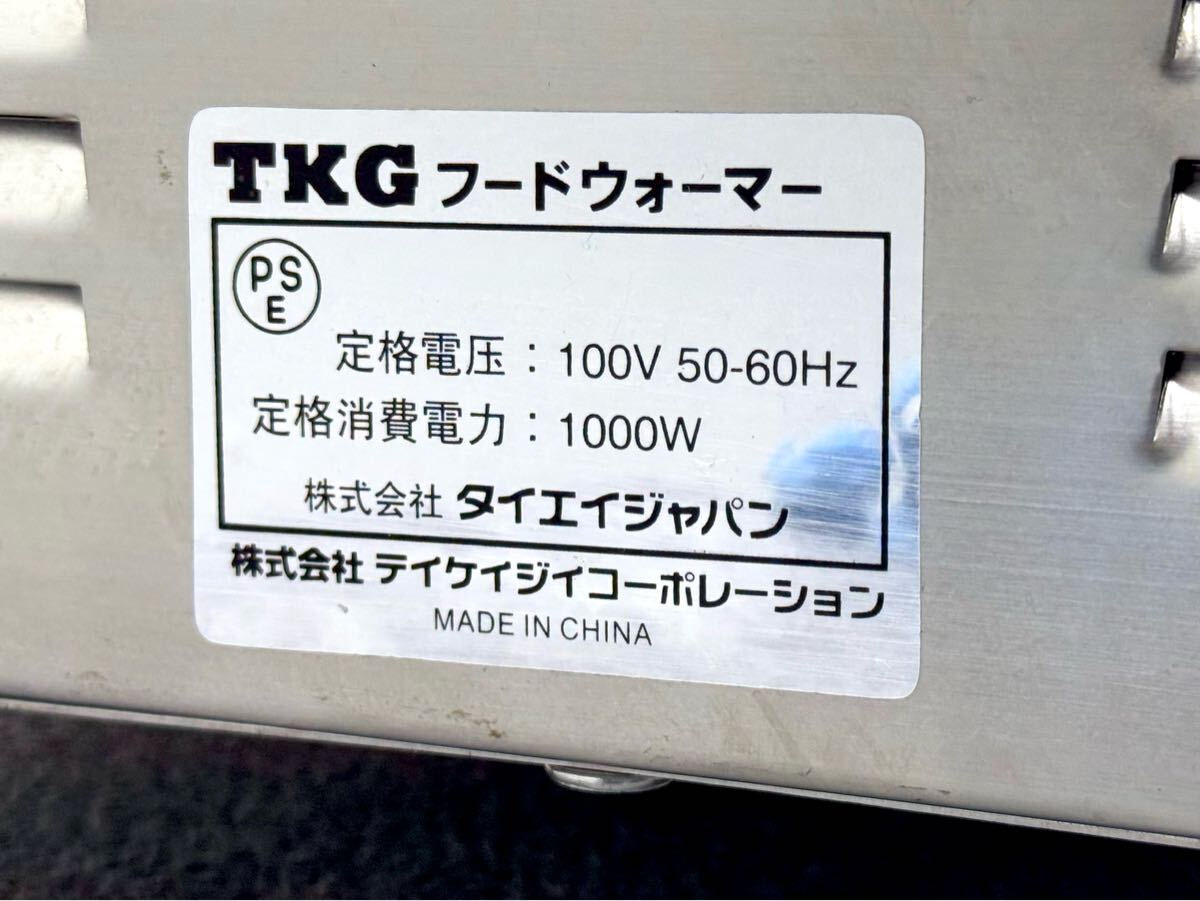 TKG フードウォーマー
PS
E
定格電圧：100V 50-60Hz
定格消費電力：1000W
株式会社 タイエイジャパン
株式会社 テイケイジイコーポレーション
MADE IN CHINA